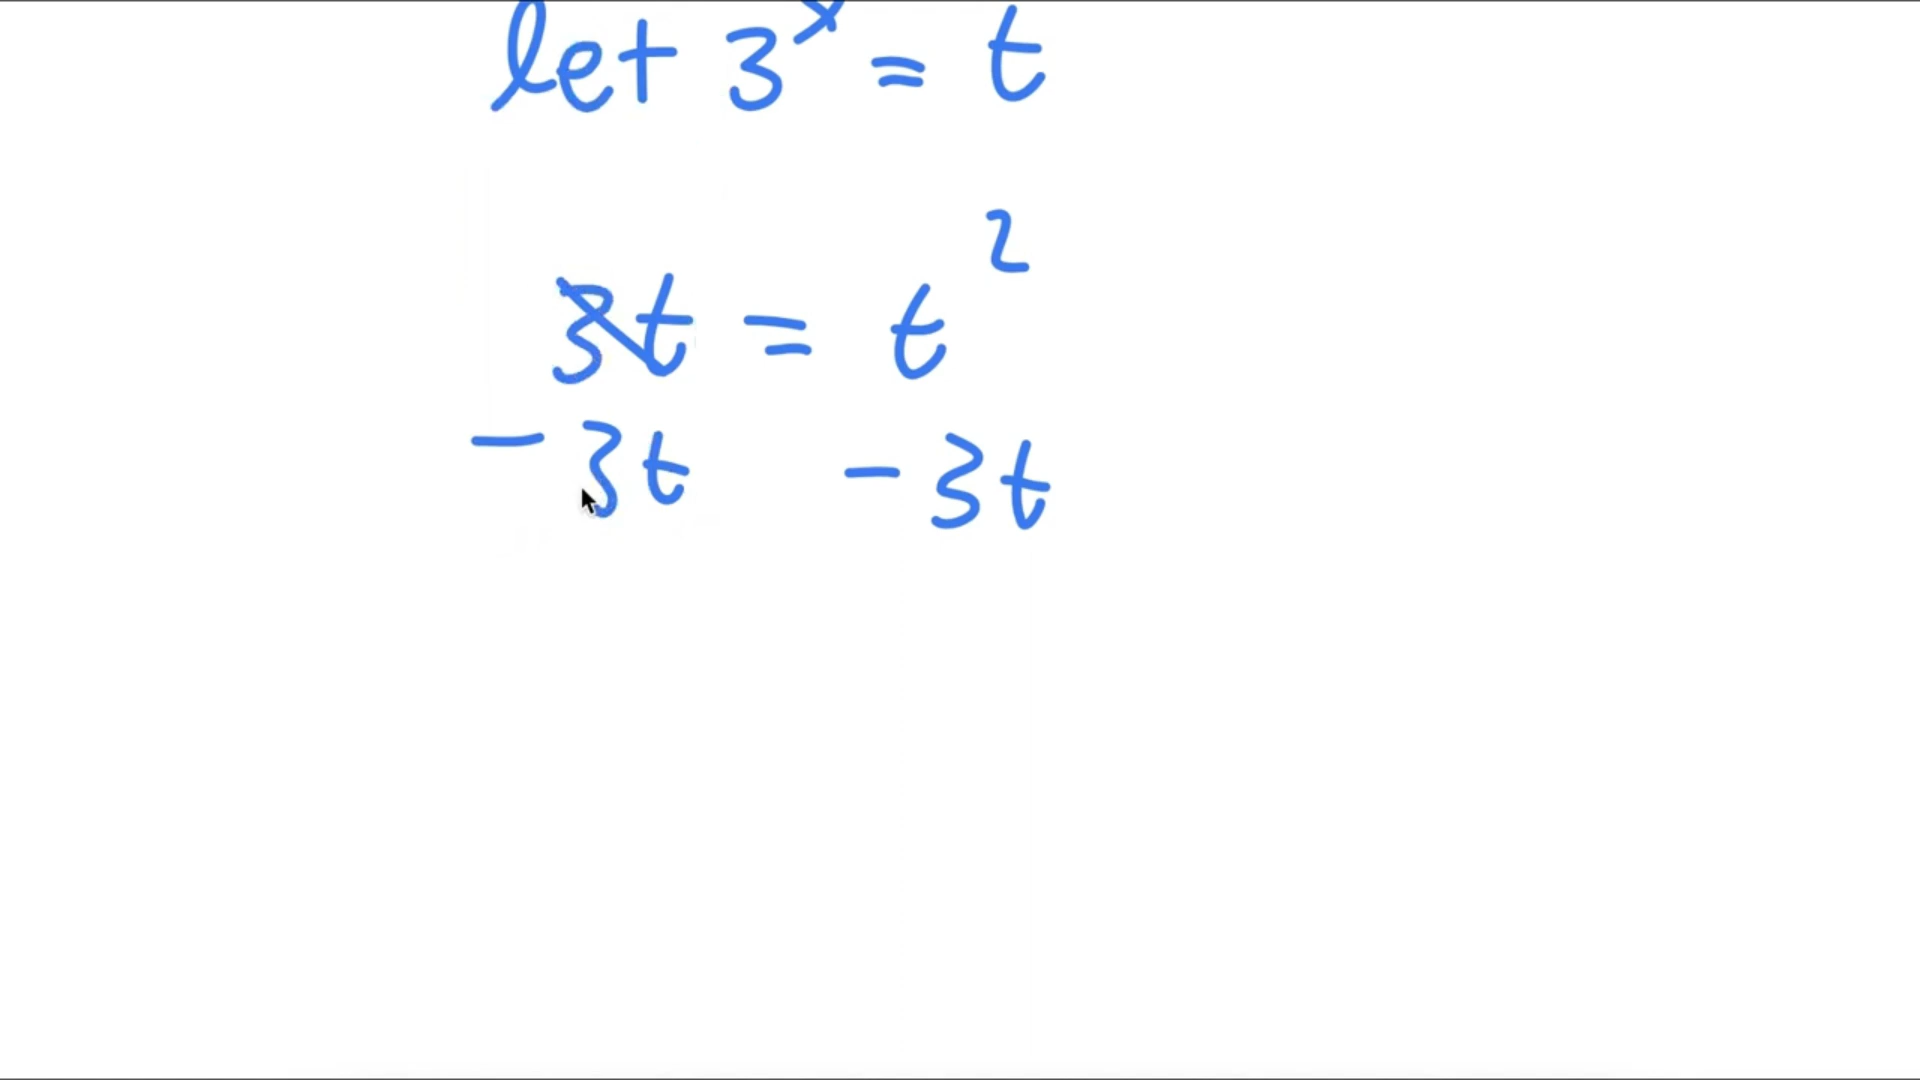 let 3ˣ = t
3t = t²
-3t -3t